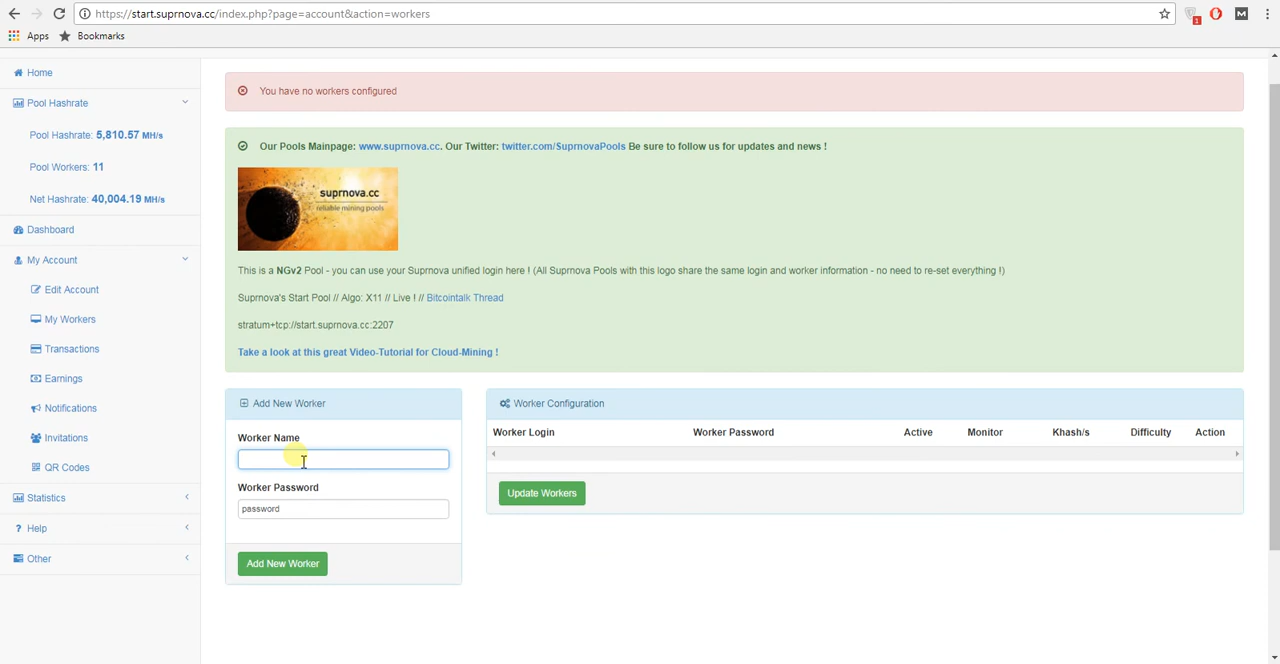 https://start.suprnova.cc/index.php?page=account&action=workers
1
M
Apps Bookmarks
Home
Pool Hashrate
Pool Hashrate: 5,810.57 MH/s
Pool Workers: 11
Net Hashrate: 40,004.19 MH/s
Dashboard
My Account
Edit Account
My Workers
Transactions
Earnings
Notifications
Invitations
QR Codes
Statistics
? Help
Other
You have no workers configured
Our Pools Mainpage: www.suprnova.cc. Our Twitter: twitter.com/SuprnovaPools Be sure to follow us for updates and news !
suprnova.cc
reliable mining pools
This is a NGv2 Pool - you can use your Suprnova unified login here ! (All Suprnova Pools with this logo share the same login and worker information - no need to re-set everything !)
Suprnova's Start Pool // Algo: X11 // Live ! // Bitcointalk Thread
stratum+tcp://start.suprnova.cc:2207
Take a look at this great Video-Tutorial for Cloud-Mining !
Add New Worker
Worker Name
Worker Password
password
Add New Worker
Worker Configuration
Worker Login Worker Password Active Monitor Khash/s Difficulty Action
Update Workers